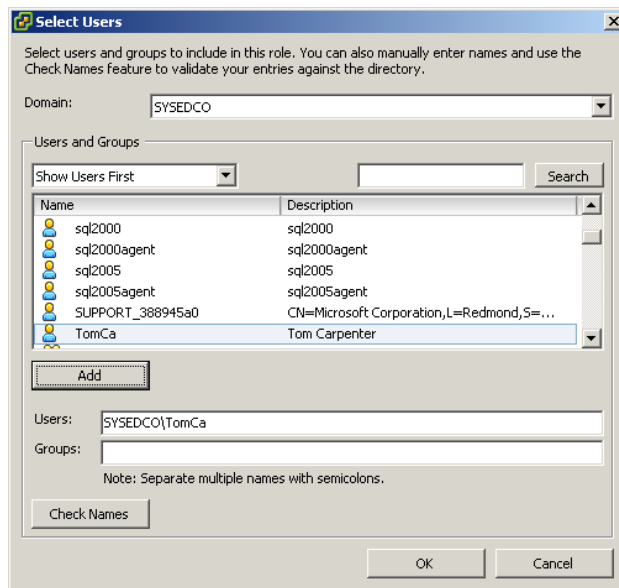 Select Users
Select users and groups to include in this role. You can also manually enter names and use the
Check Names feature to validate your entries against the directory.
Domain: SYSEDCO
Users and Groups
Show Users First Search
Name Description
sql2000 sql2000
sql2000agent sql2000agent
sql2005 sql2005
sql2005agent sql2005agent
SUPPORT_388945a0 CN=Microsoft Corporation,L=Redmond,S=...
TomCa Tom Carpenter
Add
Users: SYSEDCO\TomCa
Groups:
Note: Separate multiple names with semicolons.
Check Names
OK Cancel